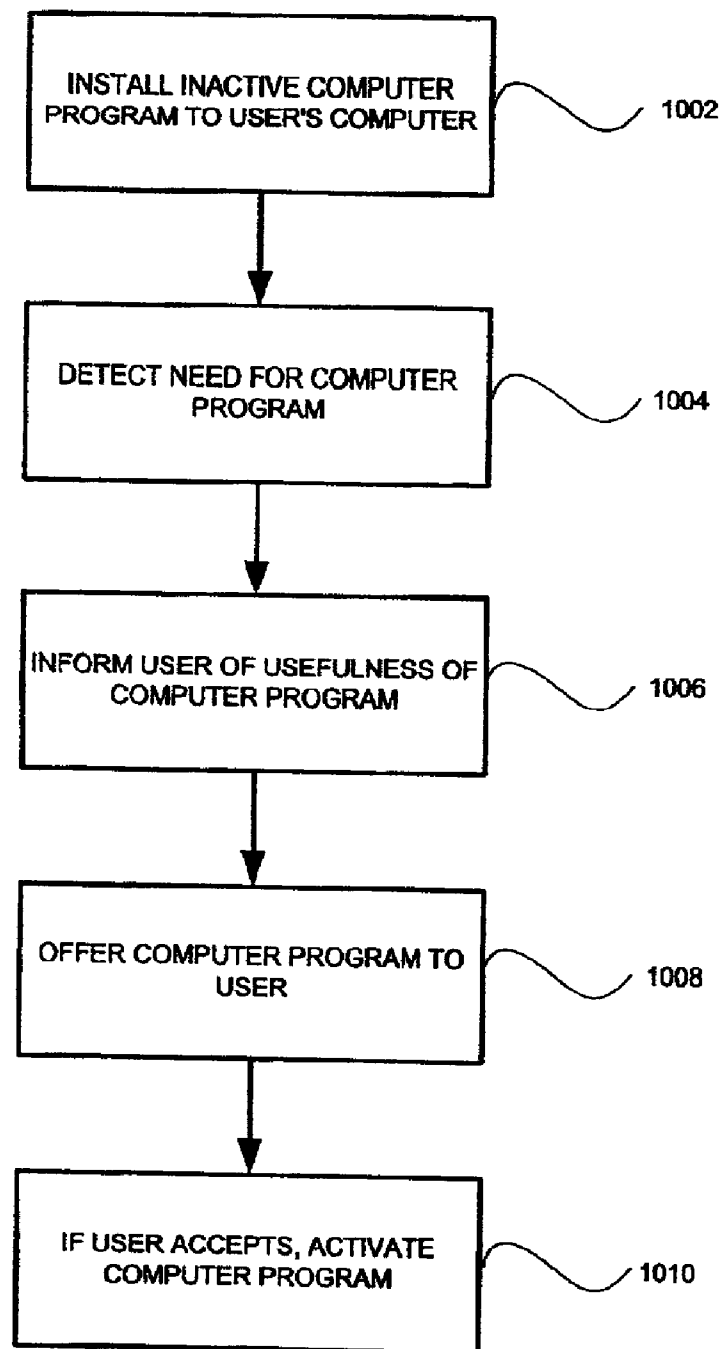 INSTALL INACTIVE COMPUTER
PROGRAM TO USER'S COMPUTER
1002
DETECT NEED FOR COMPUTER
PROGRAM
1004
INFORM USER OF USEFULNESS OF
COMPUTER PROGRAM
1006
OFFER COMPUTER PROGRAM TO
USER
1008
IF USER ACCEPTS, ACTIVATE
COMPUTER PROGRAM
1010